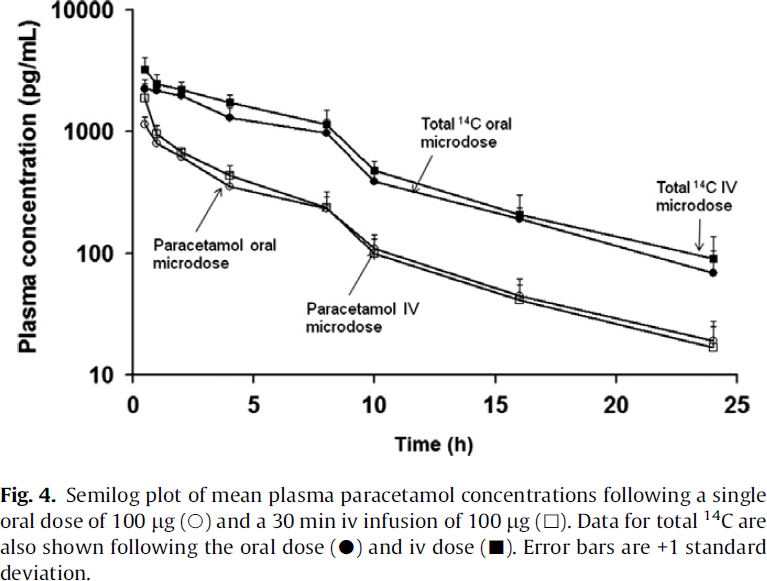 10000
1000
100
10
Plasma concentration (pg/mL)
Total ¹⁴C oral
microdose
Total ¹⁴C IV
microdose
Paracetamol oral
microdose
Paracetamol IV
microdose
0 5 10 15 20 25
Time (h)
Fig. 4. Semilog plot of mean plasma paracetamol concentrations following a single
oral dose of 100 μg (○) and a 30 min iv infusion of 100 μg (□). Data for total ¹⁴C are
also shown following the oral dose (●) and iv dose (■). Error bars are +1 standard
deviation.